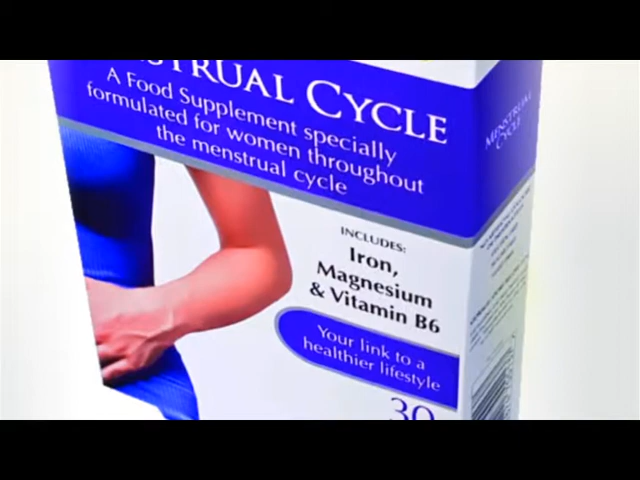 STRUAL CYCLE
A Food Supplement specially
formulated for women throughout
the menstrual cycle
INCLUDES:
Iron,
Magnesium
& Vitamin B6
Your link to a
healthier lifestyle
30
MENSTRUAL
CYCLE